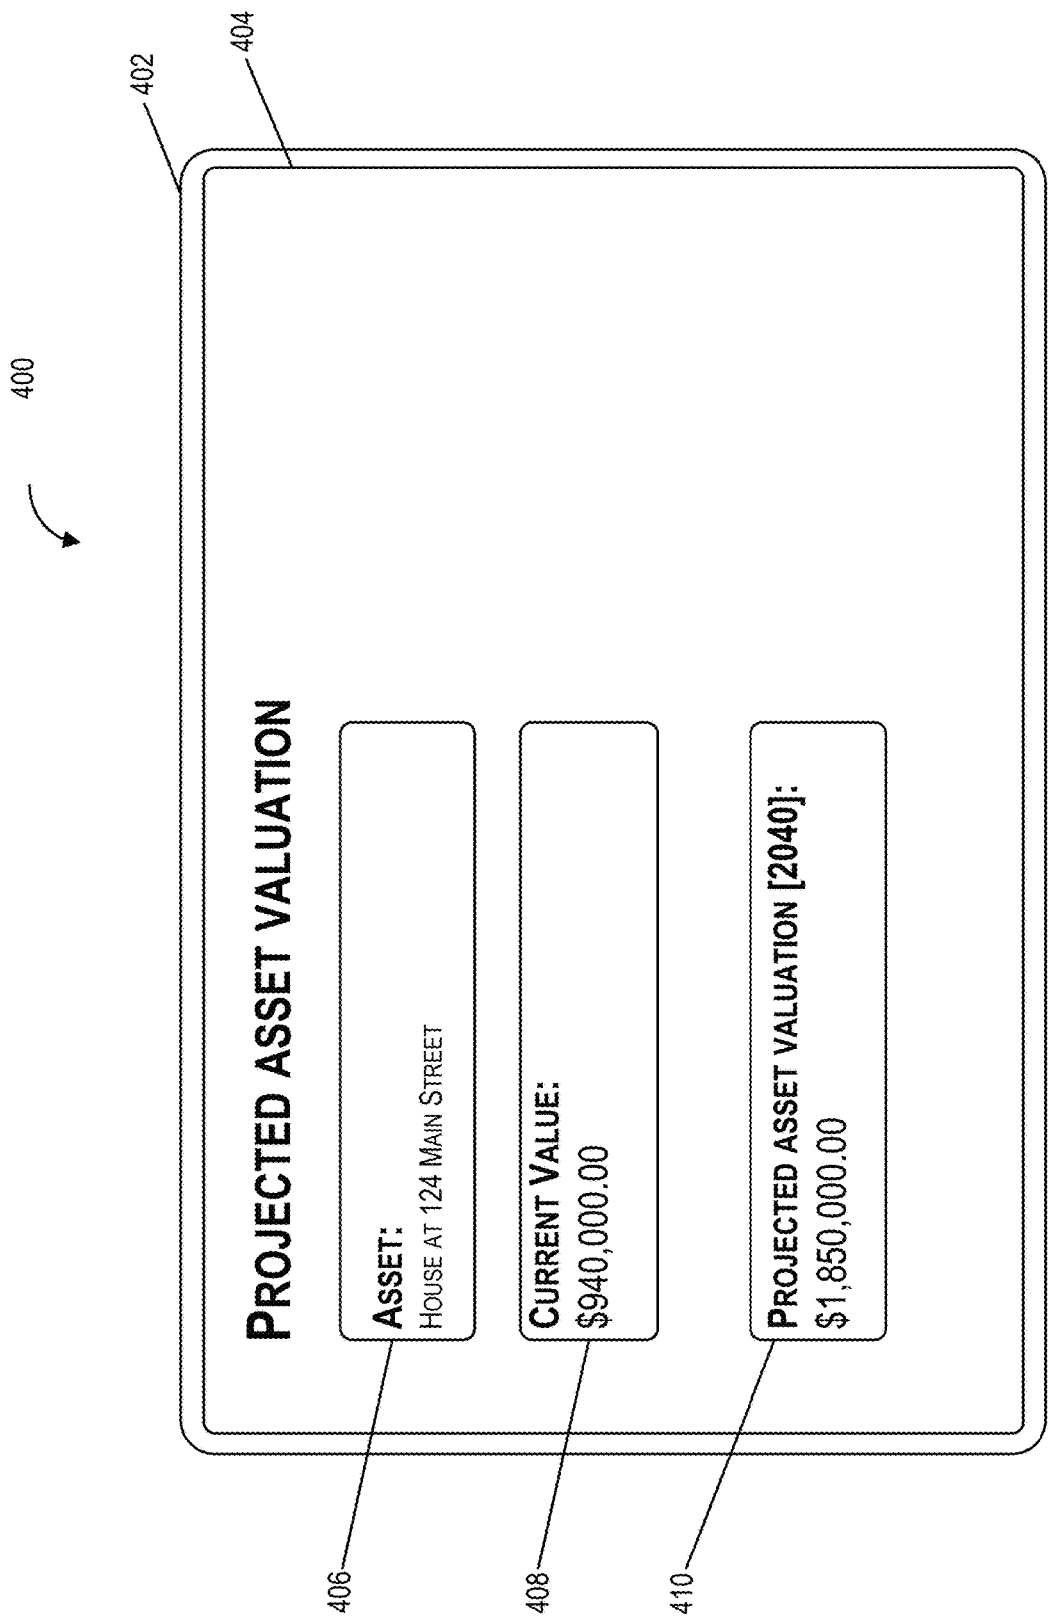 400
402
404
PROJECTED ASSET VALUATION
406
ASSET:
HOUSE AT 124 MAIN STREET
408
CURRENT VALUE:
$940,000.00
410
PROJECTED ASSET VALUATION [2040]:
$1,850,000.00